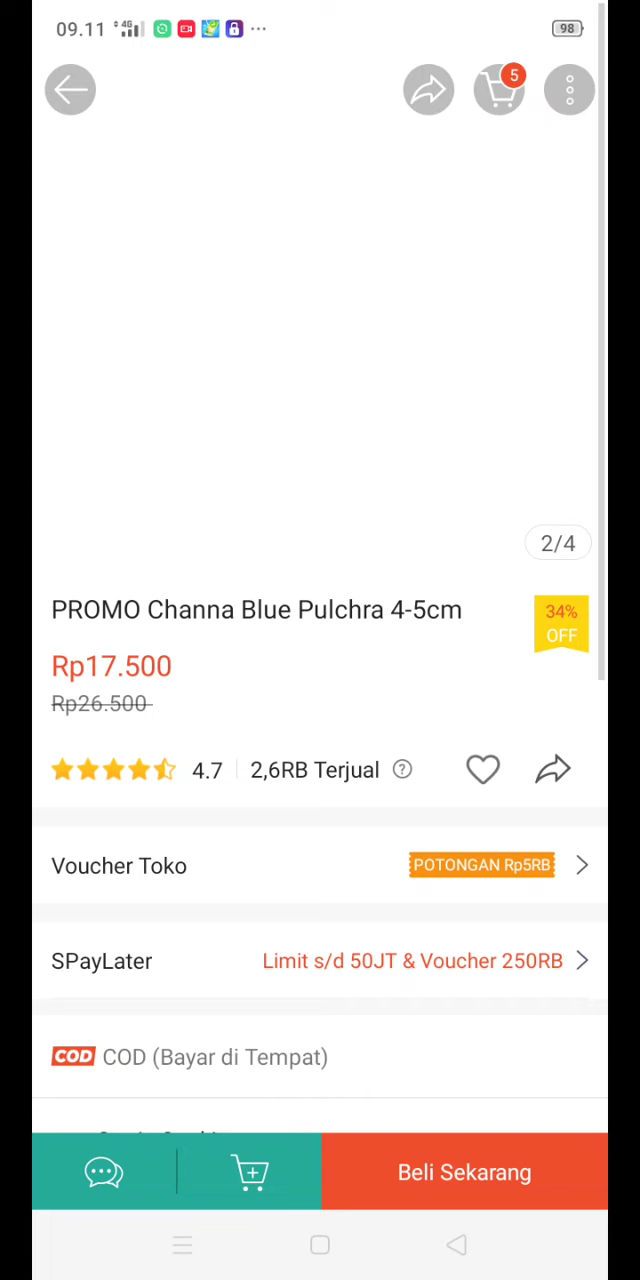 09.11 4G 98
5
2/4
PROMO Channa Blue Pulchra 4-5cm
34%
OFF
Rp17.500
Rp26.500
4.7 2,6RB Terjual ?
Voucher Toko POTONGAN Rp5RB
SPayLater Limit s/d 50JT & Voucher 250RB
COD COD (Bayar di Tempat)
Beli Sekarang